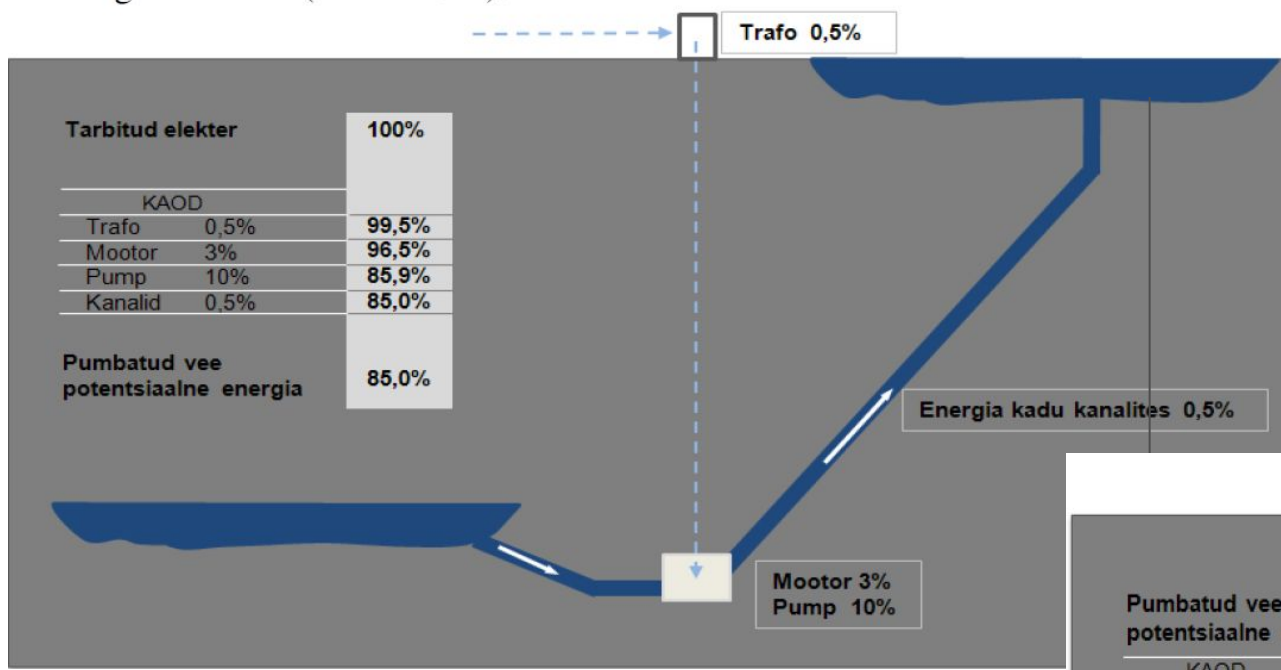 Trafo 0,5%
Tarbitud elekter 100%
KAOD
Trafo 0,5% 99,5%
Mootor 3% 96,5%
Pump 10% 85,9%
Kanalid 0,5% 85,0%
Pumbatud vee
potentsiaalne energia 85,0%
Energia kadu kanalites 0,5%
Mootor 3%
Pump 10%
Pumbatud vee
potentsiaalne
KAOD